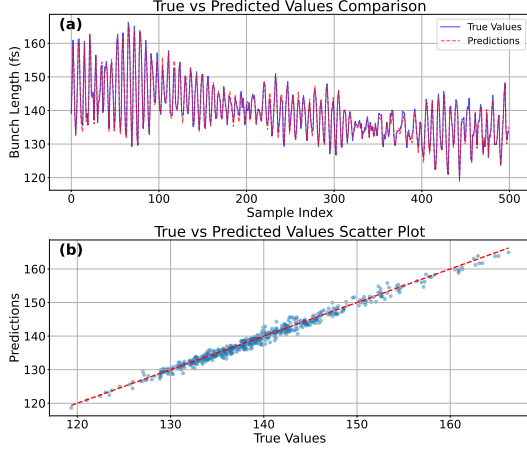 True vs Predicted Values Comparison
(a)
True Values
Predictions
160
150
140
130
120
Bunch Length (fs)
0 100 200 300 400 500
Sample Index
True vs Predicted Values Scatter Plot
(b)
160
150
140
130
120
Predictions
120 130 140 150 160
True Values